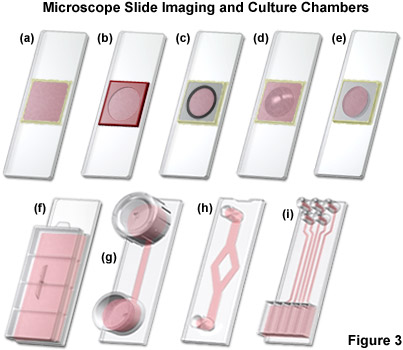 Microscope Slide Imaging and Culture Chambers
(a) (b) (c) (d) (e)
(f) (g) (h) (i)
Figure 3